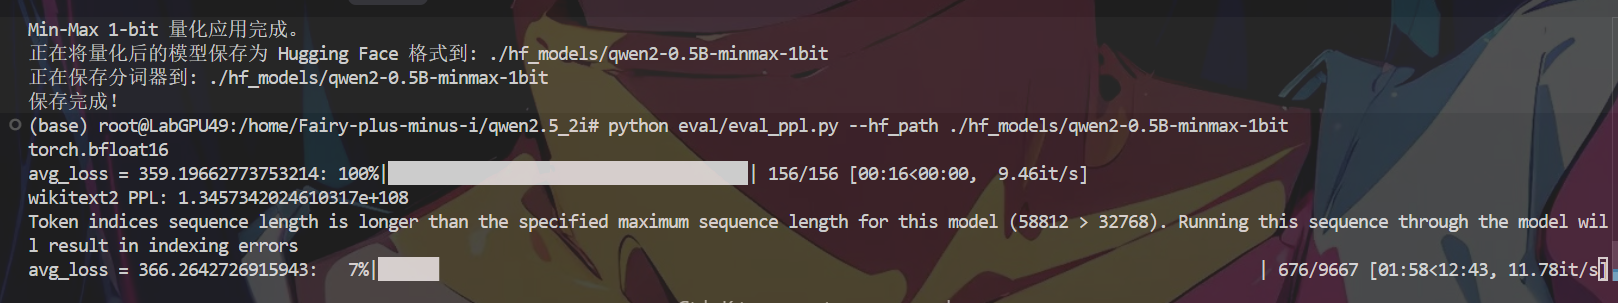 Min-Max 1-bit 量化应用完成。
正在将量化后的模型保存为 Hugging Face 格式到: ./hf_models/qwen2-0.5B-minmax-1bit
正在保存分词器到: ./hf_models/qwen2-0.5B-minmax-1bit
保存完成!
(base) root@LabGPU49:/home/Fairy-plus-minus-i/qwen2.5_2i# python eval/eval_ppl.py --hf_path ./hf_models/qwen2-0.5B-minmax-1bit
torch.bfloat16
avg_loss = 359.19662773753214: 100%| | 156/156 [00:16<00:00,  9.46it/s]
wikitext2 PPL: 1.3457342024610317e+108
Token indices sequence length is longer than the specified maximum sequence length for this model (58812 > 32768). Running this sequence through the model wil
l result in indexing errors
avg_loss = 366.2642726915943:   7%| | 676/9667 [01:58<12:43, 11.78it/s]